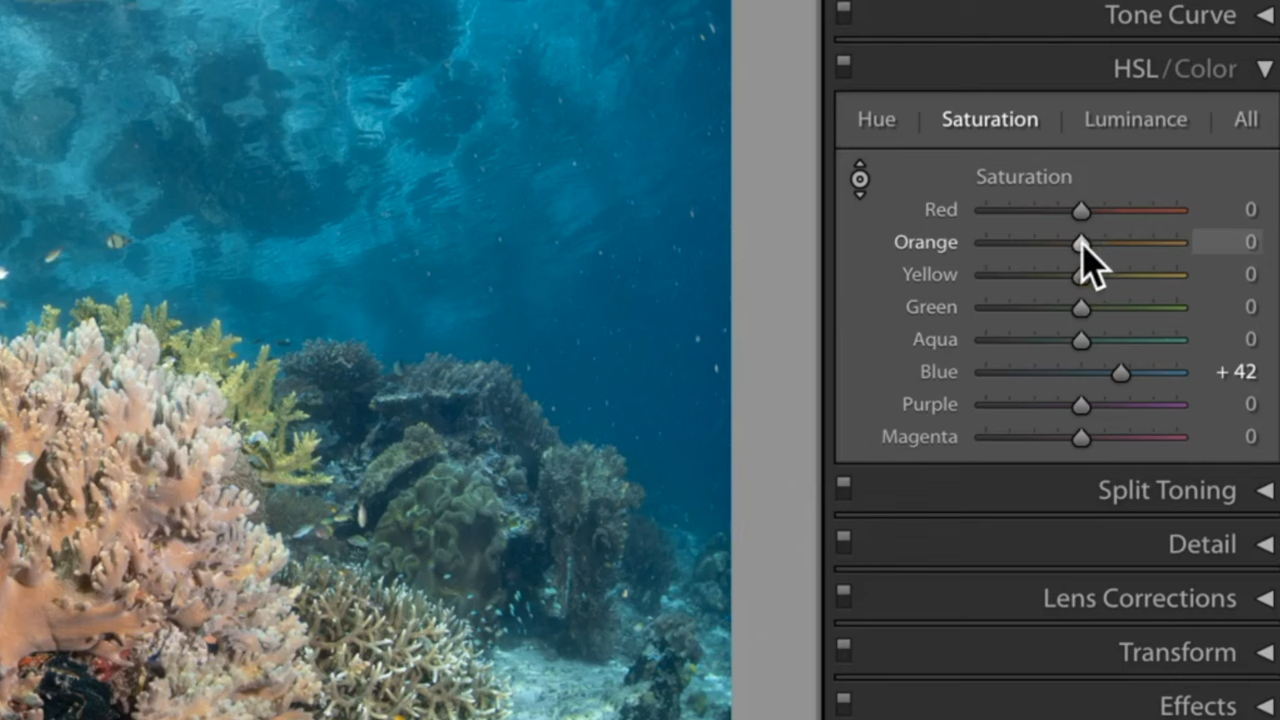 Tone Curve
HSL / Color
Hue | Saturation | Luminance | All
Saturation
Red 0
Orange 0
Yellow 0
Green 0
Aqua 0
Blue + 42
Purple 0
Magenta 0
Split Toning
Detail
Lens Corrections
Transform
Effects